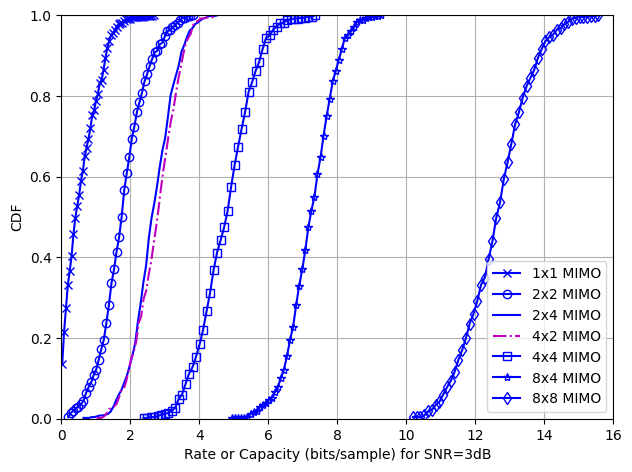 1.0
0.8
0.6
0.4
0.2
0.0
CDF
0 2 4 6 8 10 12 14 16
Rate or Capacity (bits/sample) for SNR=3dB
1x1 MIMO
2x2 MIMO
2x4 MIMO
4x2 MIMO
4x4 MIMO
8x4 MIMO
8x8 MIMO